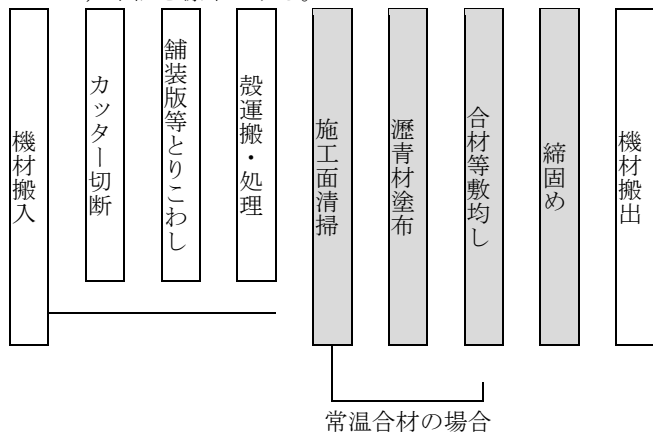 機材搬入
カッター切断
舗装版等とりこわし
殻運搬・処理
施工面清掃
瀝青材塗布
合材等敷均し
締固め
機材搬出
常温合材の場合